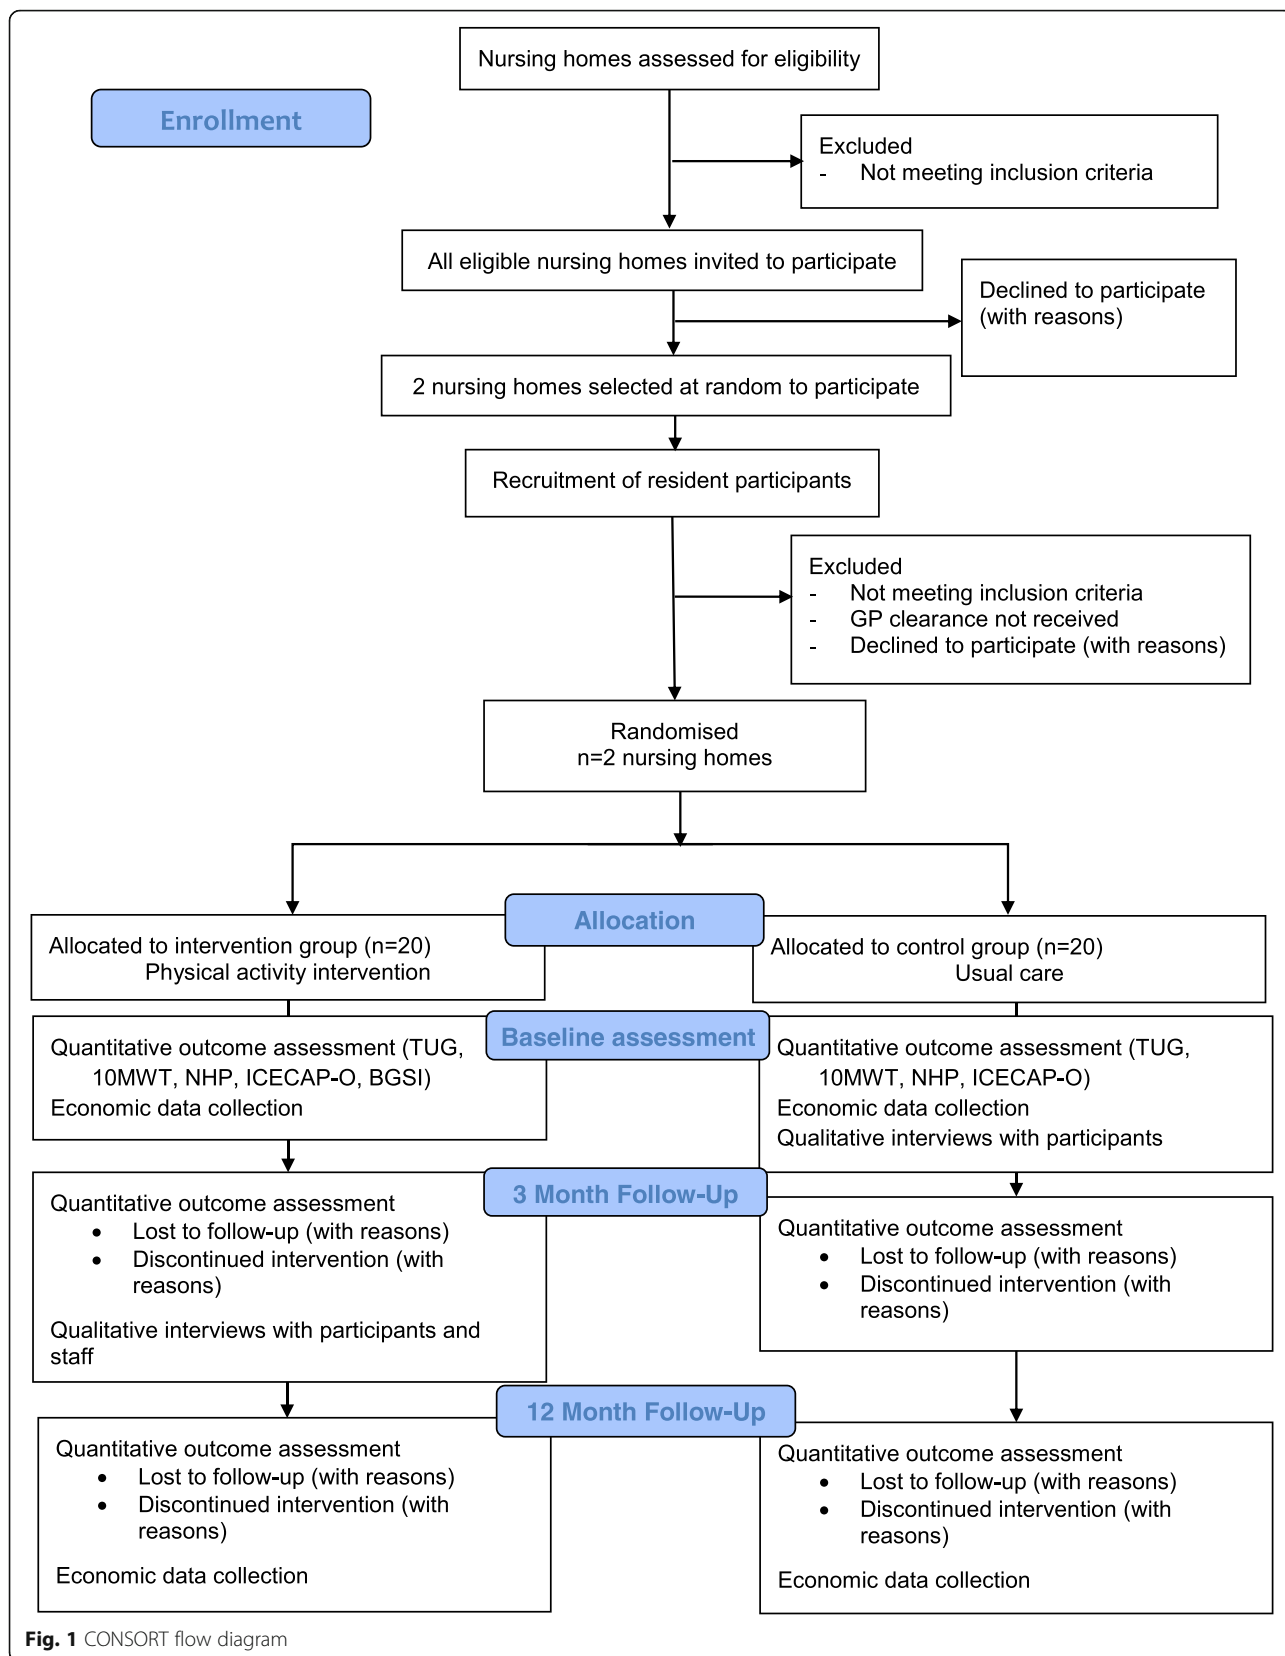 Nursing homes assessed for eligibility
Enrollment
Excluded
- Not meeting inclusion criteria
All eligible nursing homes invited to participate
Declined to participate
(with reasons)
2 nursing homes selected at random to participate
Recruitment of resident participants
Excluded
- Not meeting inclusion criteria
- GP clearance not received
- Declined to participate (with reasons)
Randomised
n=2 nursing homes
Allocation
Allocated to intervention group (n=20)
Physical activity intervention
Allocated to control group (n=20)
Usual care
Baseline assessment
Quantitative outcome assessment (TUG,
10MWT, NHP, ICECAP-O, BGSI)
Economic data collection
Quantitative outcome assessment (TUG,
10MWT, NHP, ICECAP-O)
Economic data collection
Qualitative interviews with participants
3 Month Follow-Up
Quantitative outcome assessment
• Lost to follow-up (with reasons)
• Discontinued intervention (with
reasons)
Qualitative interviews with participants and
staff
Quantitative outcome assessment
• Lost to follow-up (with reasons)
• Discontinued intervention (with
reasons)
12 Month Follow-Up
Quantitative outcome assessment
• Lost to follow-up (with reasons)
• Discontinued intervention (with
reasons)
Economic data collection
Quantitative outcome assessment
• Lost to follow-up (with reasons)
• Discontinued intervention (with
reasons)
Economic data collection
Fig. 1 CONSORT flow diagram